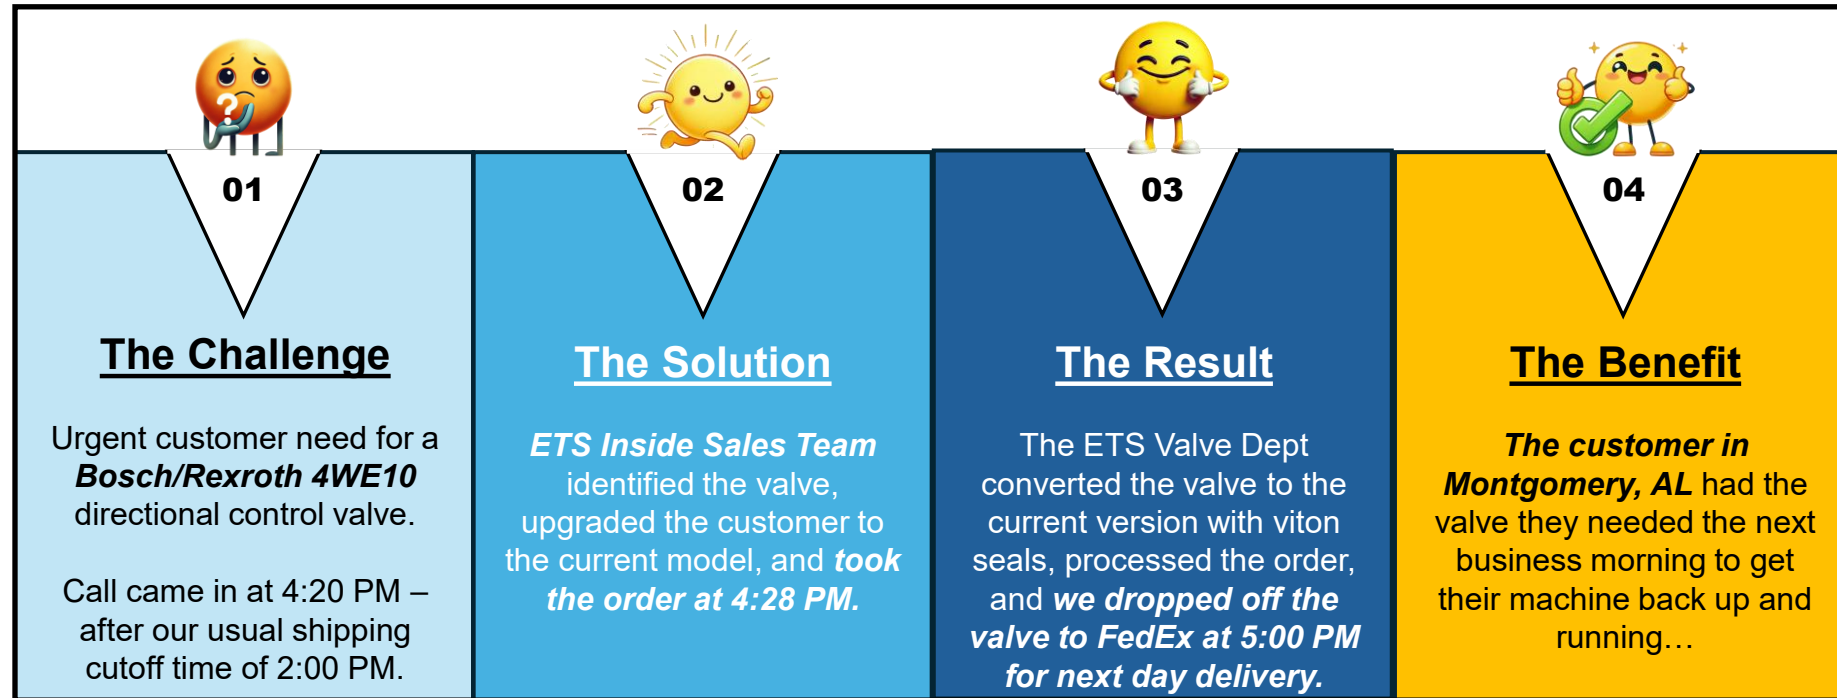 ?
01
The Challenge
Urgent customer need for a
Bosch/Rexroth 4WE10
directional control valve.
Call came in at 4:20 PM –
after our usual shipping
cutoff time of 2:00 PM.
02
The Solution
ETS Inside Sales Team
identified the valve,
upgraded the customer to
the current model, and took
the order at 4:28 PM.
03
The Result
The ETS Valve Dept
converted the valve to the
current version with viton
seals, processed the order,
and we dropped off the
valve to FedEx at 5:00 PM
for next day delivery.
04
The Benefit
The customer in
Montgomery, AL had the
valve they needed the next
business morning to get
their machine back up and
running…